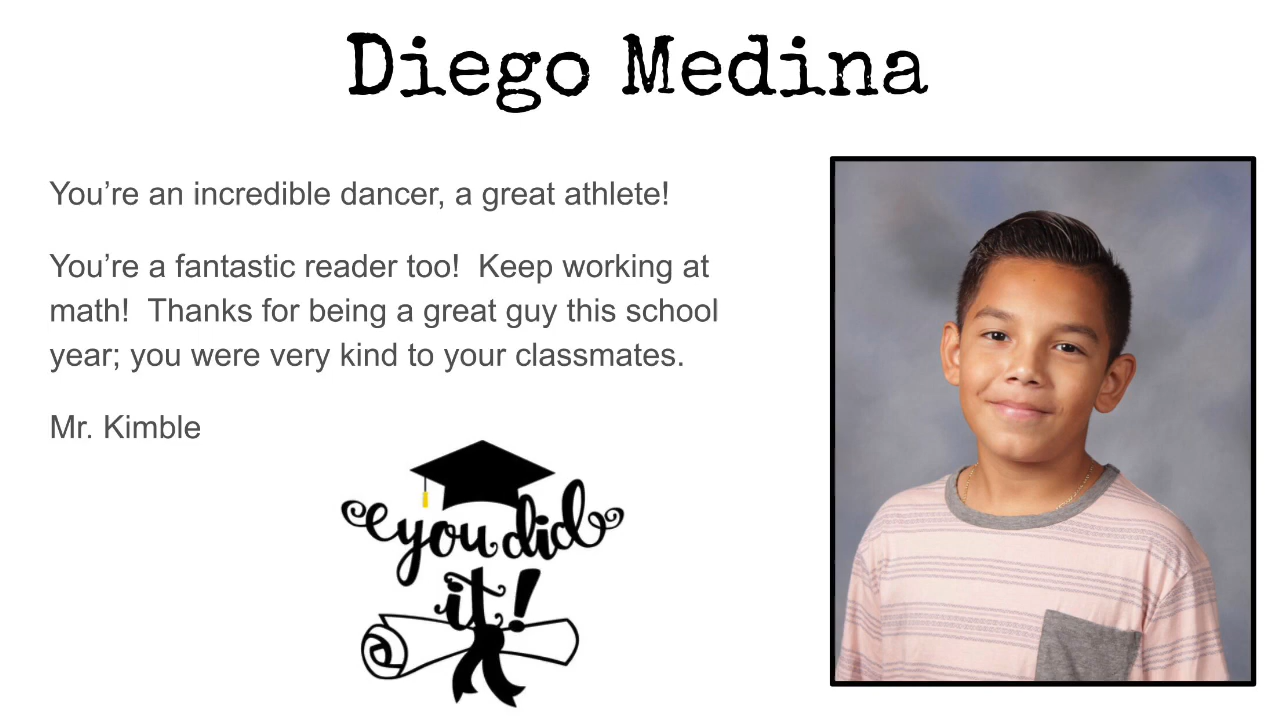 Diego Medina
You’re an incredible dancer, a great athlete!
You’re a fantastic reader too!  Keep working at
math!  Thanks for being a great guy this school
year; you were very kind to your classmates.
Mr. Kimble
you did
it!